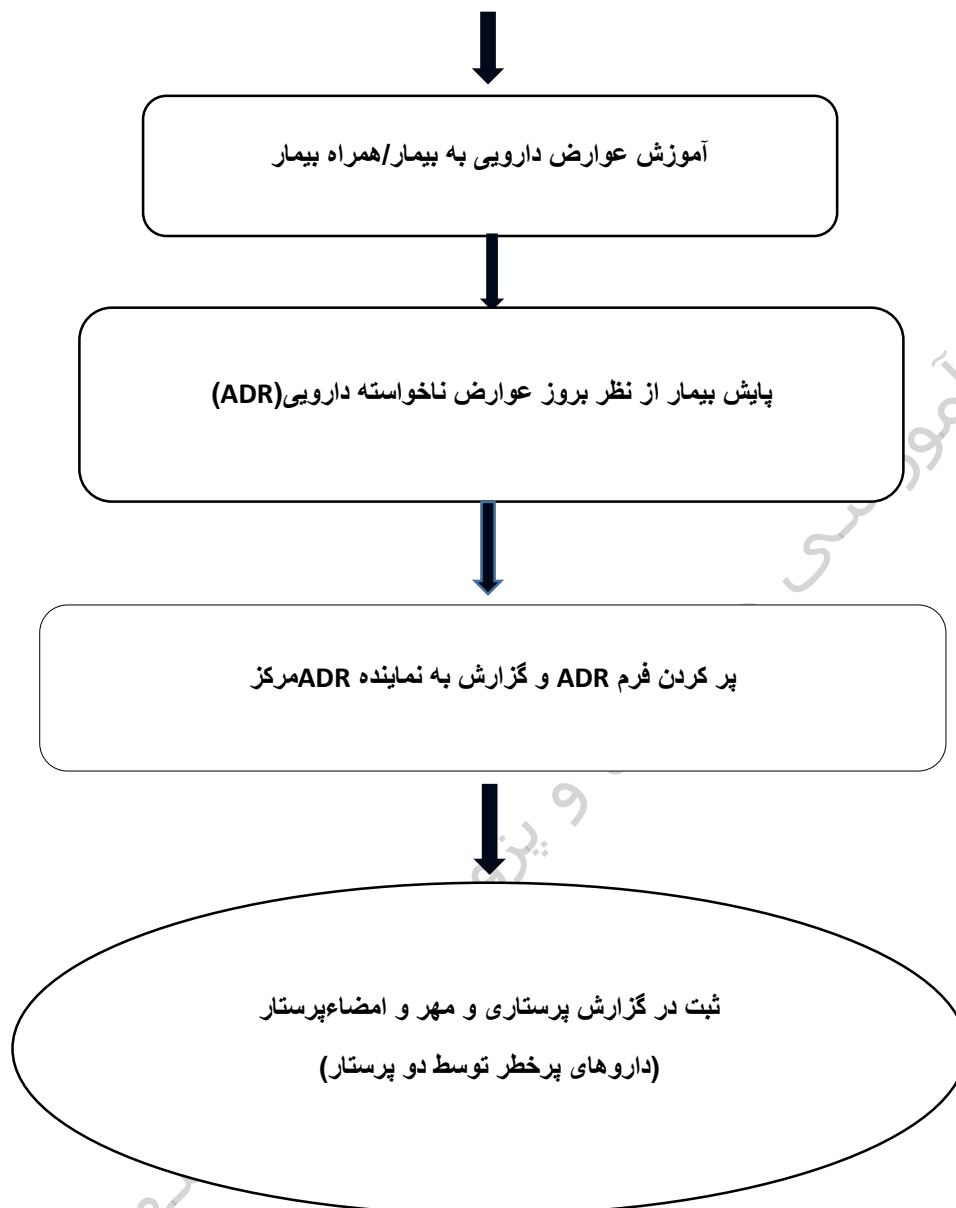 آموزش عوارض دارویی به بیمار/همراه بیمار
پایش بیمار از نظر بروز عوارض ناخواسته دارویی(ADR)
پر کردن فرم ADR و گزارش به نماینده ADRمرکز
ثبت در گزارش پرستاری و مهر و امضاءپرستار
(داروهای پرخطر توسط دو پرستار)